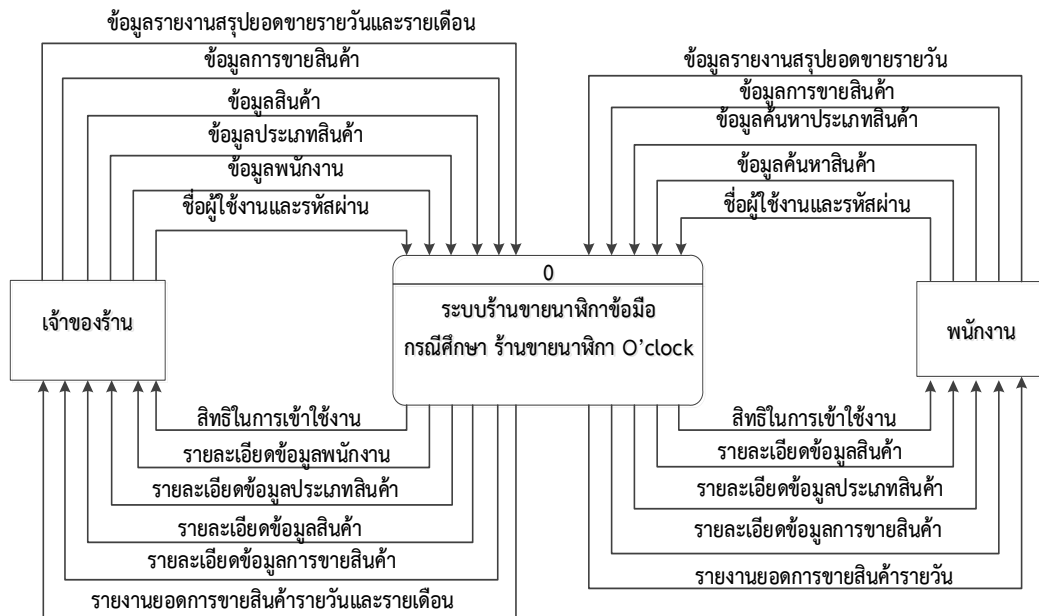 ข้อมูลรายงานสรุปยอดขายรายวันและรายเดือน
ข้อมูลการขายสินค้า
ข้อมูลสินค้า
ข้อมูลประเภทสินค้า
ข้อมูลพนักงาน
ชื่อผู้ใช้งานและรหัสผ่าน
ข้อมูลรายงานสรุปยอดขายรายวัน
ข้อมูลการขายสินค้า
ข้อมูลค้นหาประเภทสินค้า
ข้อมูลค้นหาสินค้า
ชื่อผู้ใช้งานและรหัสผ่าน
เจ้าของร้าน
0
ระบบร้านขายนาฬิกาข้อมือ
กรณีศึกษา ร้านขายนาฬิกา O’clock
พนักงาน
สิทธิในการเข้าใช้งาน
รายละเอียดข้อมูลพนักงาน
รายละเอียดข้อมูลประเภทสินค้า
รายละเอียดข้อมูลสินค้า
รายละเอียดข้อมูลการขายสินค้า
รายงานยอดการขายสินค้ารายวันและรายเดือน
สิทธิในการเข้าใช้งาน
รายละเอียดข้อมูลสินค้า
รายละเอียดข้อมูลประเภทสินค้า
รายละเอียดข้อมูลการขายสินค้า
รายงานยอดการขายสินค้ารายวัน